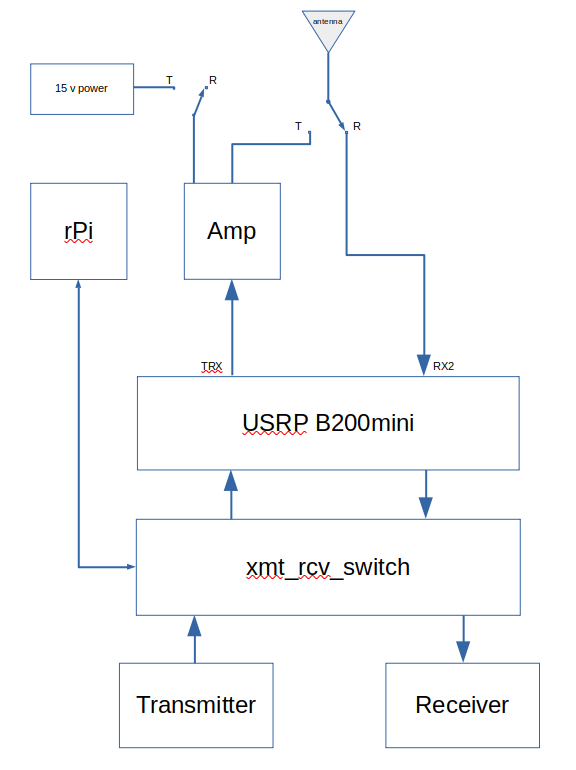 antenna
15 v power
T
R
T
R
rPi
Amp
TRX
RX2
USRP B200mini
xmt_rcv_switch
Transmitter
Receiver